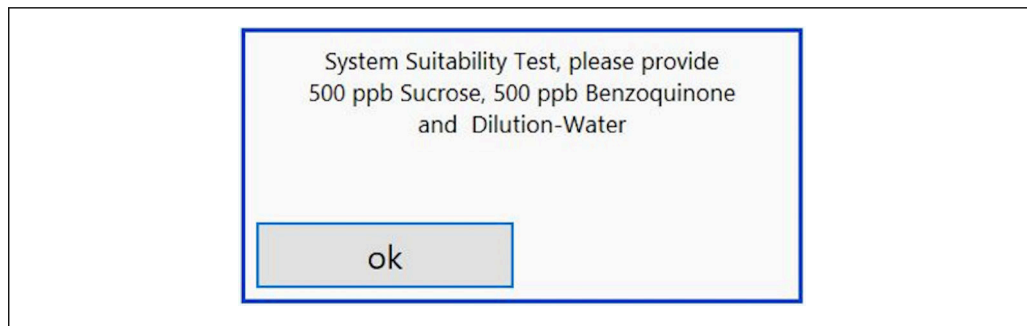 System Suitability Test, please provide
500 ppb Sucrose, 500 ppb Benzoquinone
and Dilution-Water
ok